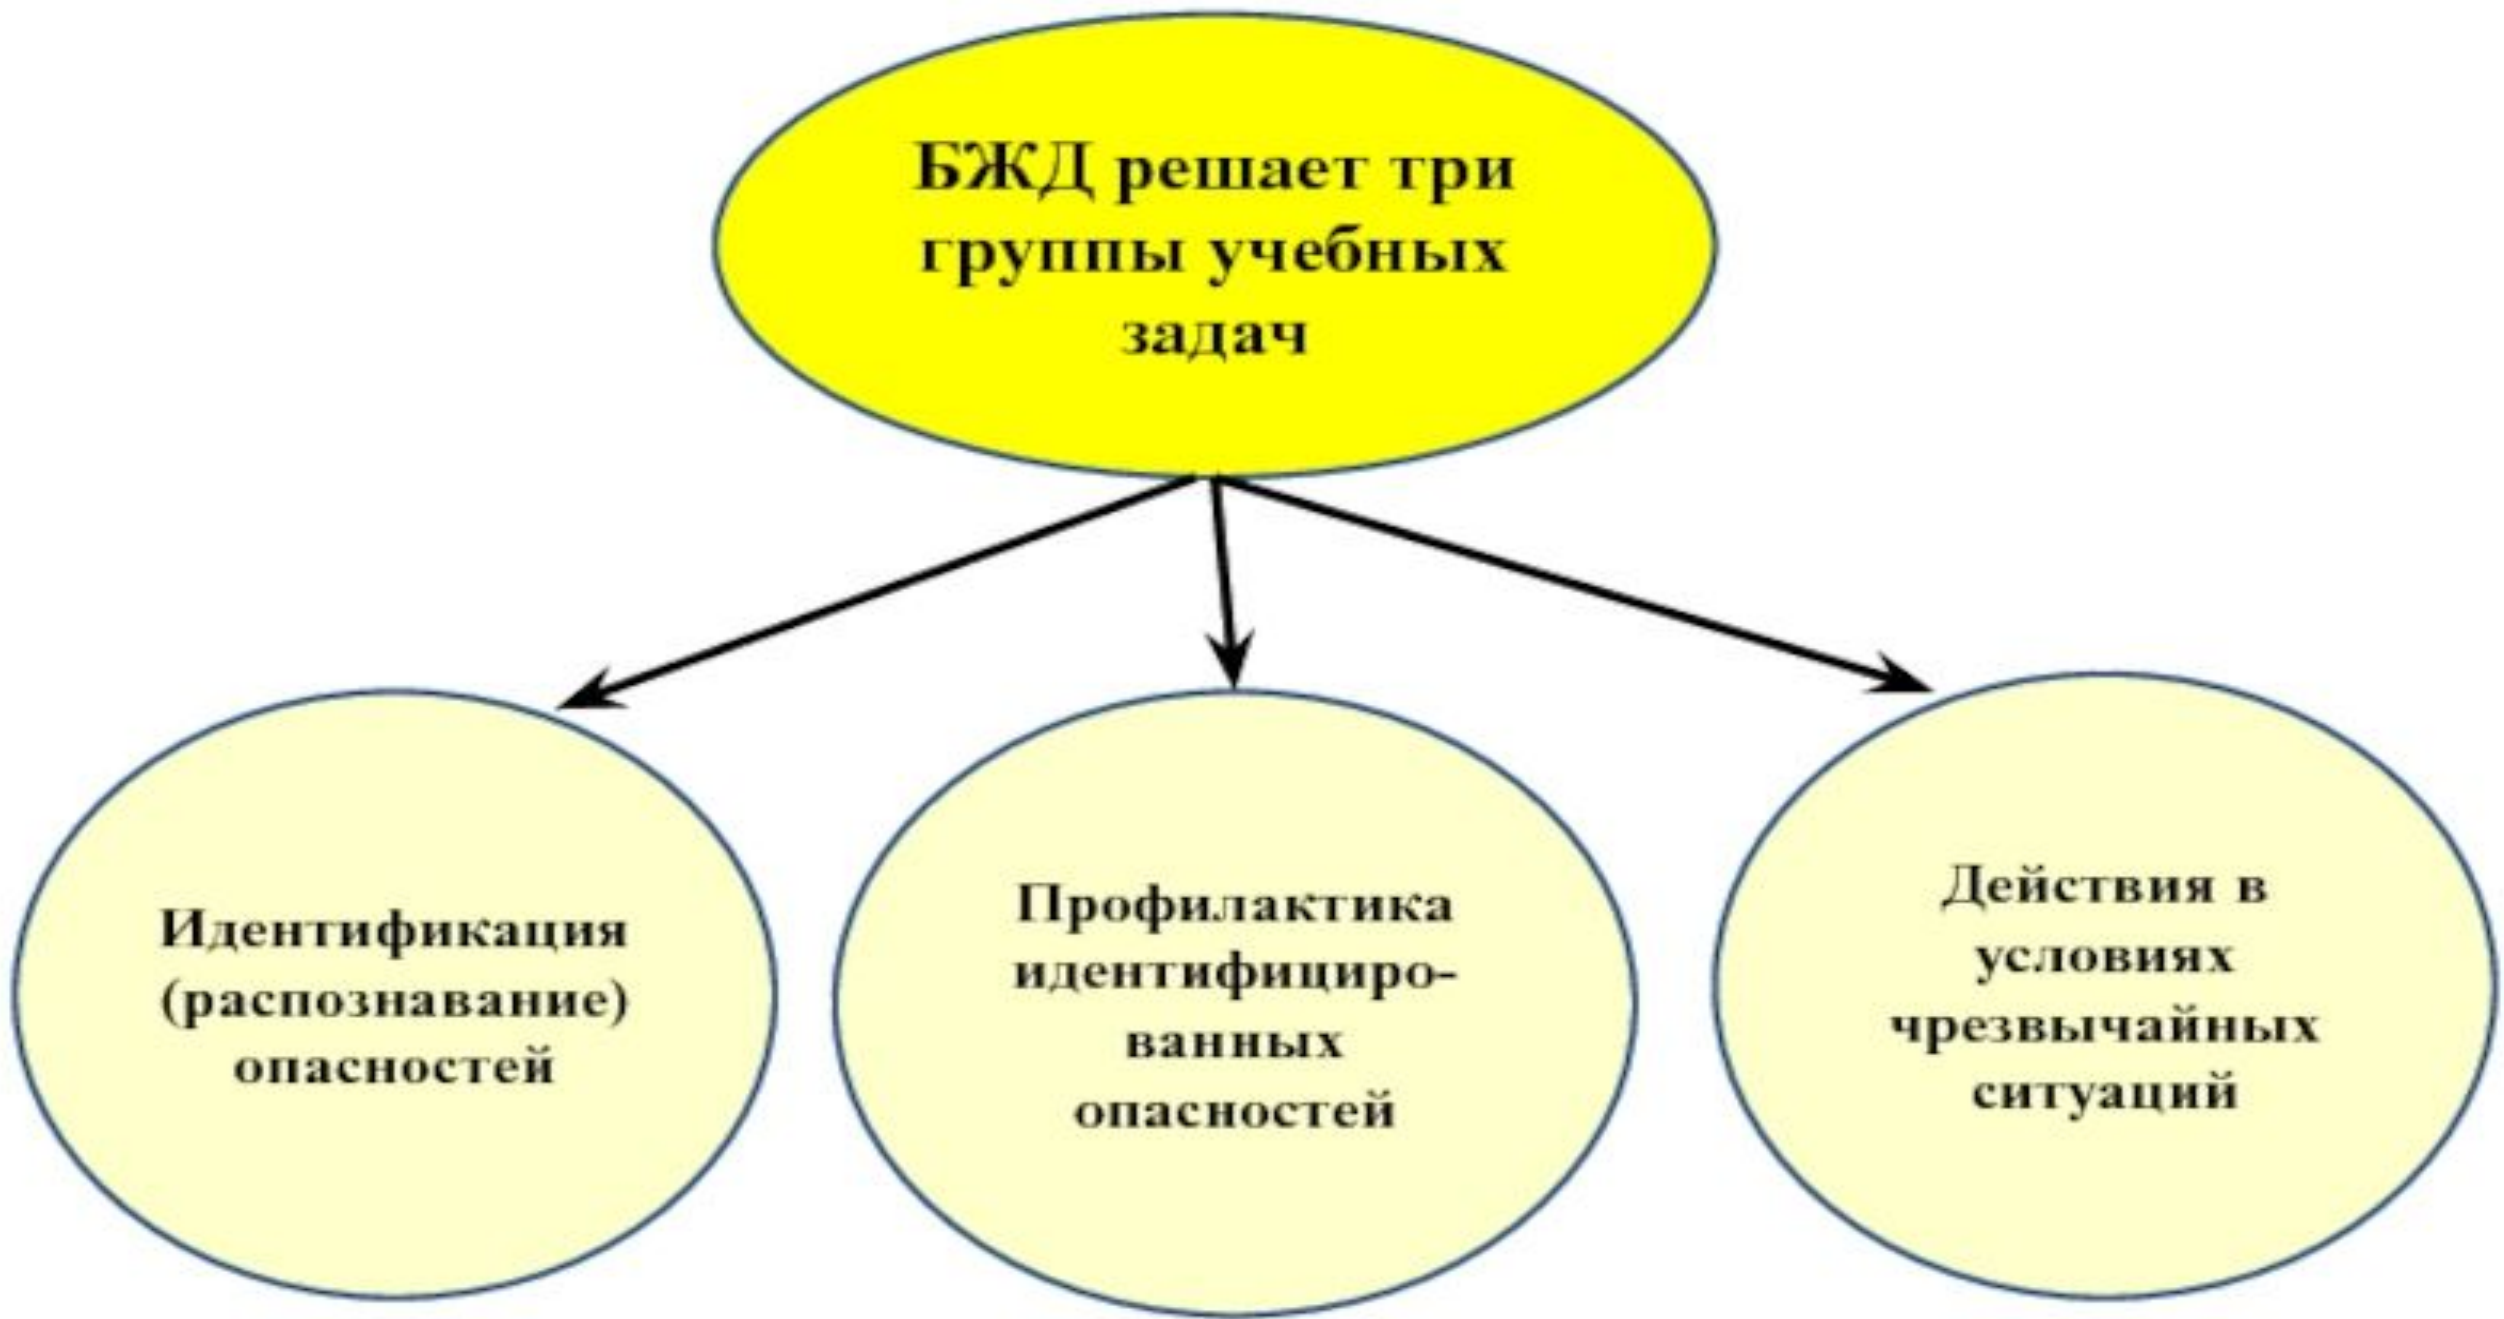 БЖД решает три
группы учебных
задач
Идентификация
(распознавание)
опасностей
Профилактика
идентифициро-
ванных
опасностей
Действия в
условиях
чрезвычайных
ситуаций